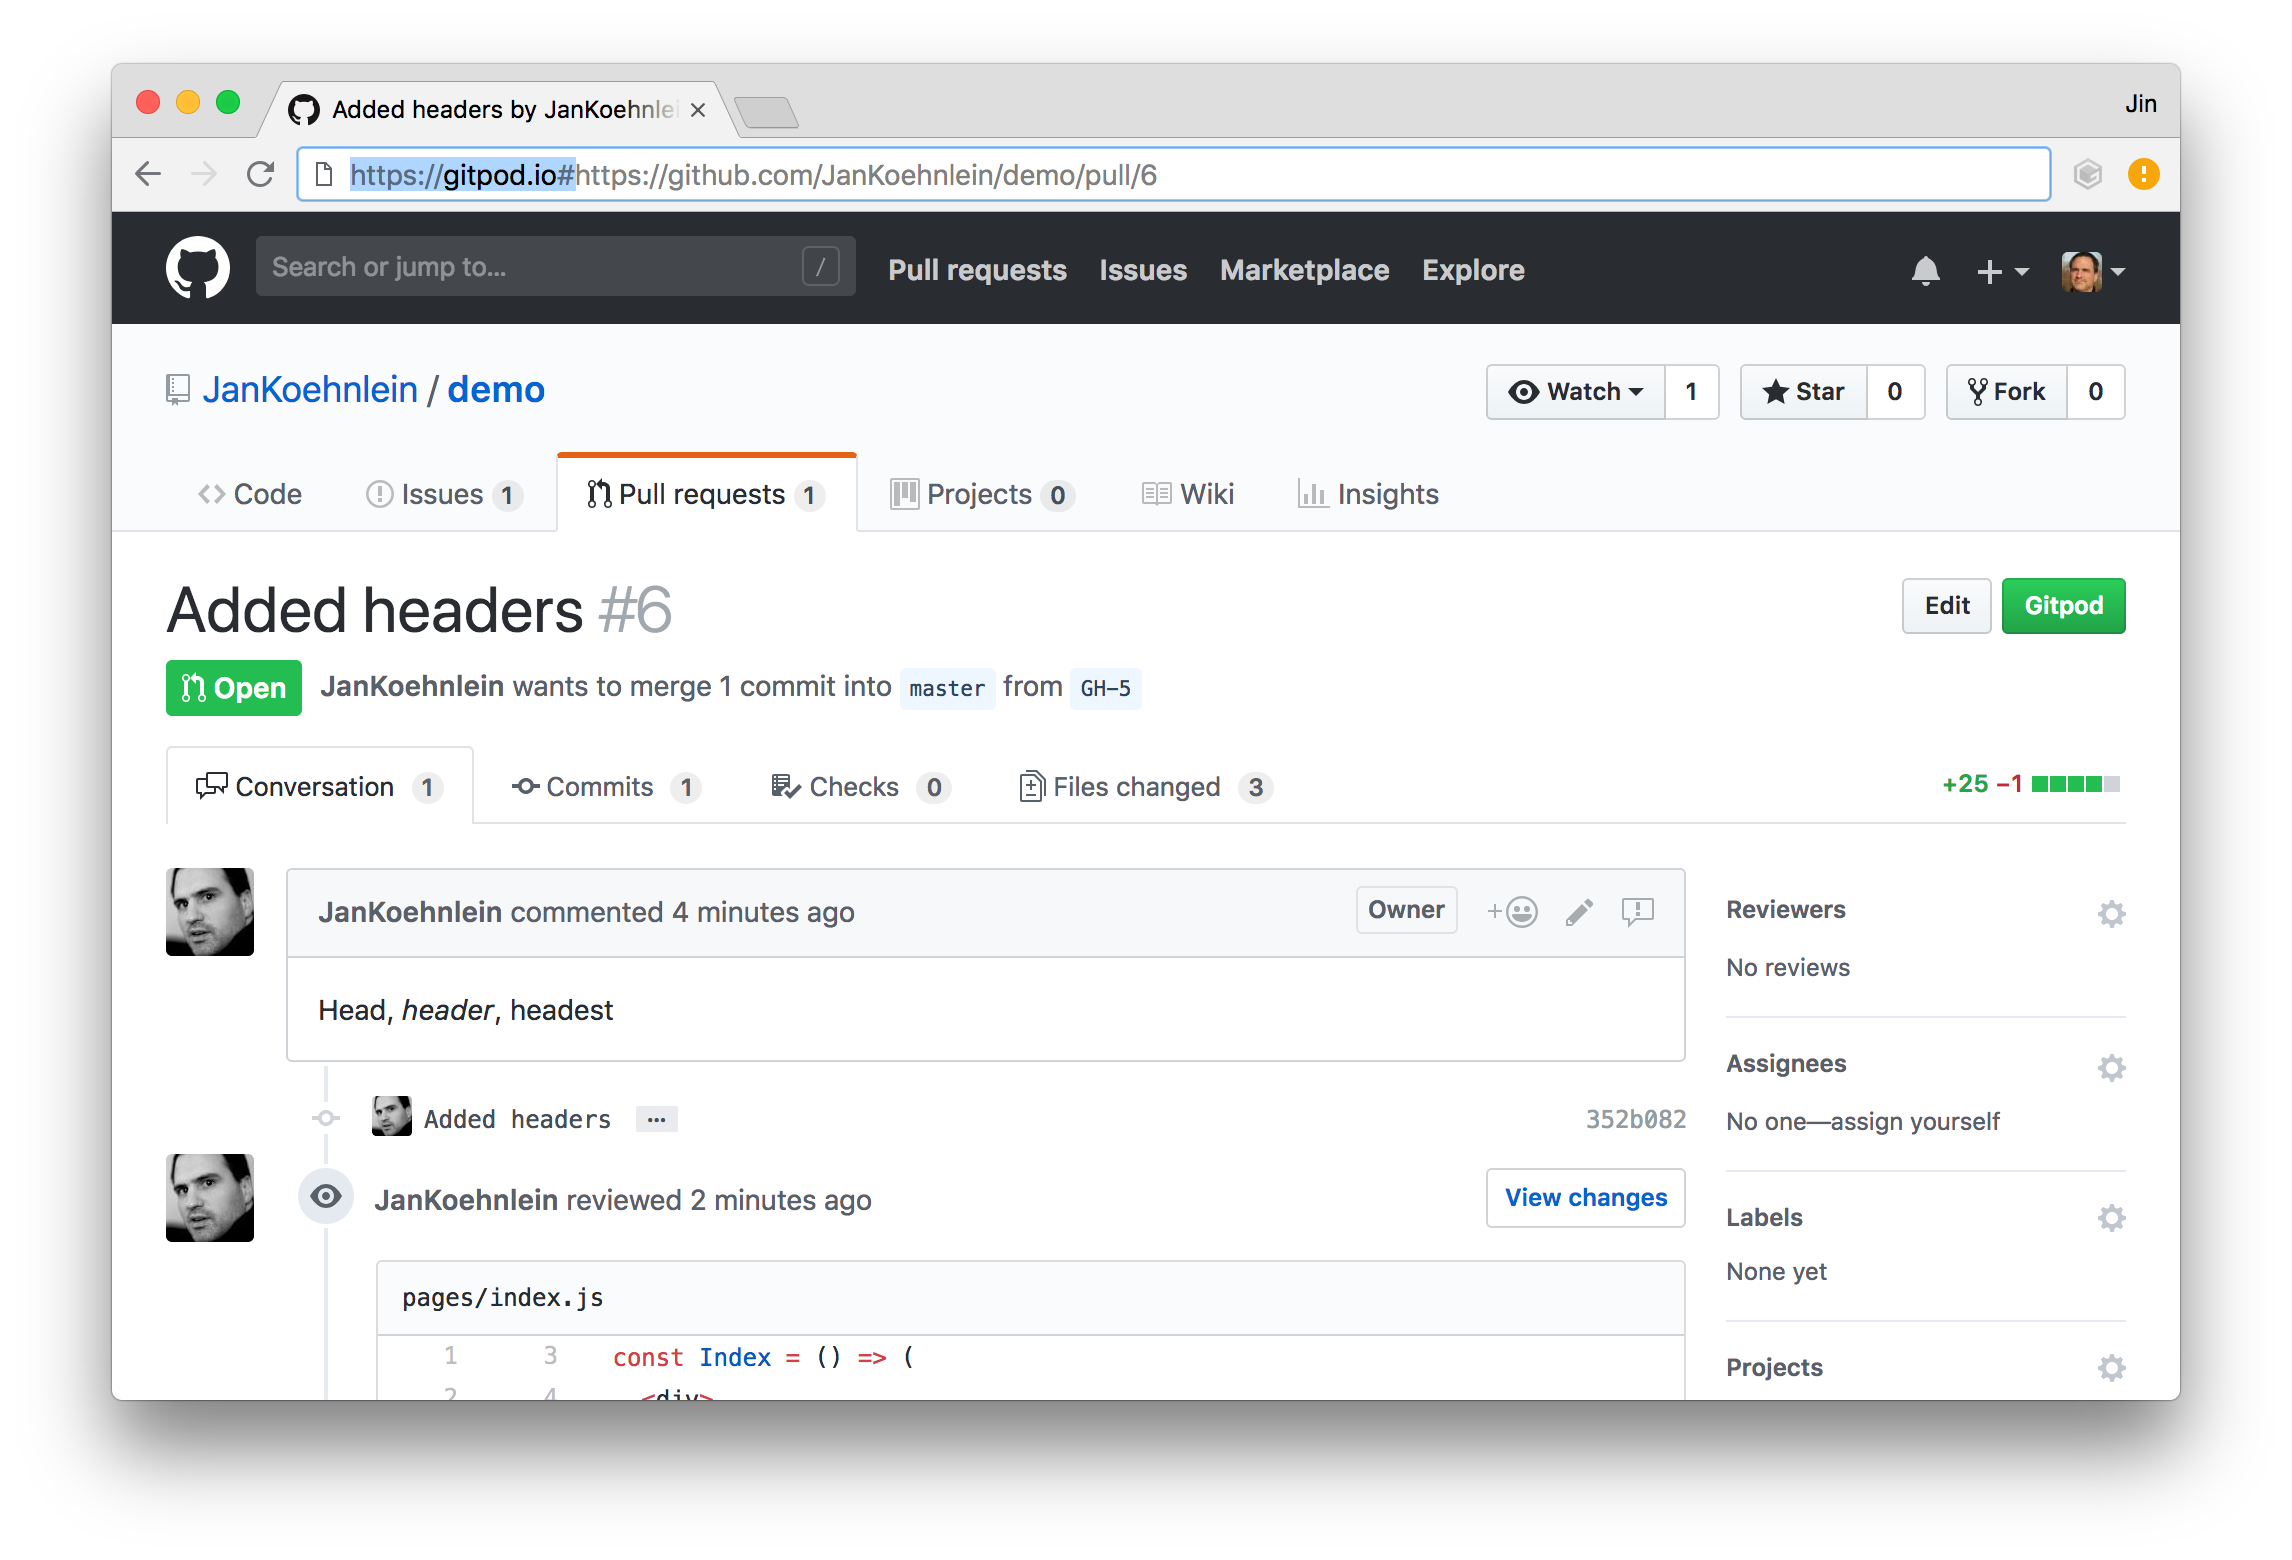 Added headers by JanKoehnlei
Jin
https://gitpod.io#https://github.com/JanKoehnlein/demo/pull/6
Search or jump to... / Pull requests Issues Marketplace Explore
JanKoehnlein / demo Watch 1 Star 0 Fork 0
Code Issues 1 Pull requests 1 Projects 0 Wiki Insights
Added headers #6 Edit Gitpod
Open JanKoehnlein wants to merge 1 commit into master from GH-5
Conversation 1 Commits 1 Checks 0 Files changed 3 +25 −1
JanKoehnlein commented 4 minutes ago Owner
Head, header, headest
Added headers ... 352b082
JanKoehnlein reviewed 2 minutes ago View changes
pages/index.js
1 3 const Index = () => (
2 4 <div>
Reviewers
No reviews
Assignees
No one—assign yourself
Labels
None yet
Projects